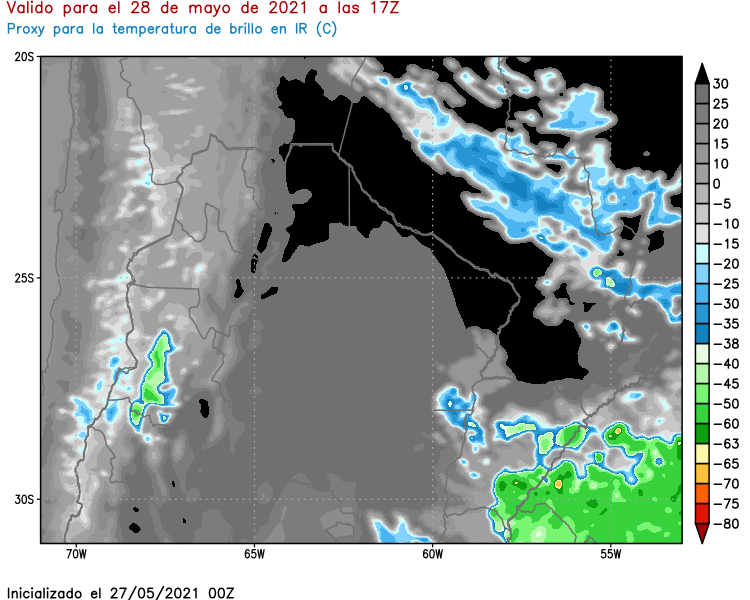 Valido para el 28 de mayo de 2021 a las 17Z
Proxy para la temperatura de brillo en IR (C)
20S
25S
30S
70W
65W
60W
55W
30
25
20
15
10
0
−5
−10
−15
−20
−25
−30
−35
−38
−40
−45
−50
−60
−63
−65
−70
−75
−80
Inicializado el 27/05/2021 00Z